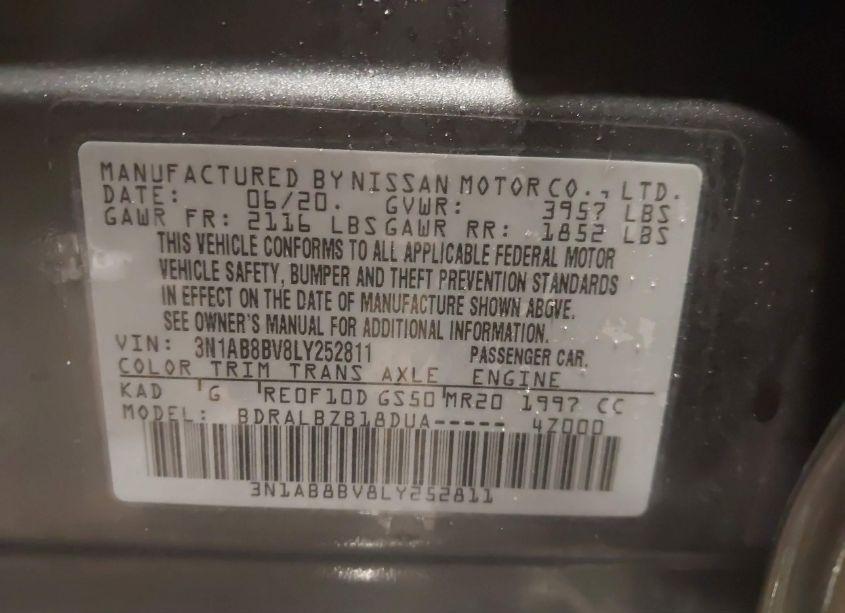 MANUFACTURED BY NISSAN MOTOR CO., LTD.
DATE: 06/20. GVWR: 3957 LBS
GAWR FR: 2116 LBS GAWR RR: 1852 LBS
THIS VEHICLE CONFORMS TO ALL APPLICABLE FEDERAL MOTOR
VEHICLE SAFETY, BUMPER AND THEFT PREVENTION STANDARDS
IN EFFECT ON THE DATE OF MANUFACTURE SHOWN ABOVE.
SEE OWNER'S MANUAL FOR ADDITIONAL INFORMATION.
VIN: 3N1AB8BV8LY252811 PASSENGER CAR.
COLOR TRIM TRANS AXLE ENGINE
KAD G RE0F10D GS50 MR20 1997 CC
MODEL: BDRALBZB18DUA----- 4Z000
3N1AB8BV8LY252811